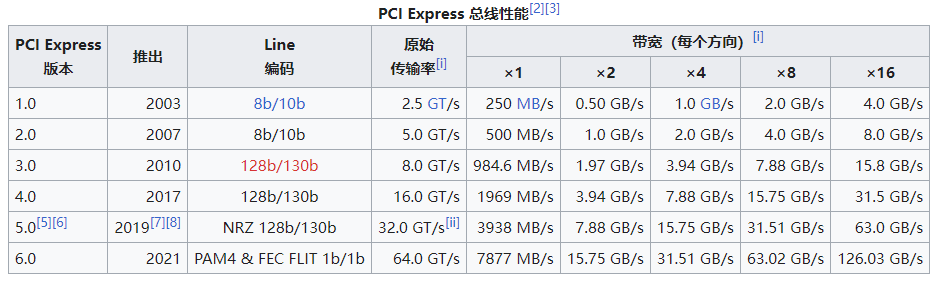 PCI Express 总线性能[2][3]
PCI Express 版本 推出 Line 编码 原始 传输率[i] 带宽（每个方向）[i]
×1 ×2 ×4 ×8 ×16
1.0 2003 8b/10b 2.5 GT/s 250 MB/s 0.50 GB/s 1.0 GB/s 2.0 GB/s 4.0 GB/s
2.0 2007 8b/10b 5.0 GT/s 500 MB/s 1.0 GB/s 2.0 GB/s 4.0 GB/s 8.0 GB/s
3.0 2010 128b/130b 8.0 GT/s 984.6 MB/s 1.97 GB/s 3.94 GB/s 7.88 GB/s 15.8 GB/s
4.0 2017 128b/130b 16.0 GT/s 1969 MB/s 3.94 GB/s 7.88 GB/s 15.75 GB/s 31.5 GB/s
5.0[5][6] 2019[7][8] NRZ 128b/130b 32.0 GT/s[ii] 3938 MB/s 7.88 GB/s 15.75 GB/s 31.51 GB/s 63.0 GB/s
6.0 2021 PAM4 & FEC FLIT 1b/1b 64.0 GT/s 7877 MB/s 15.75 GB/s 31.51 GB/s 63.02 GB/s 126.03 GB/s